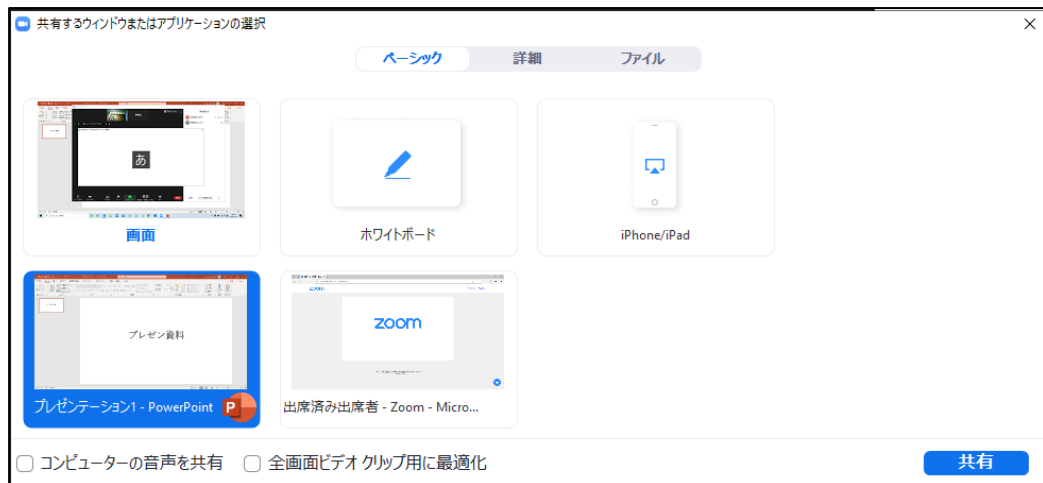 共有するウィンドウまたはアプリケーションの選択
ベーシック
詳細
ファイル
あ
画面
ホワイトボード
iPhone/iPad
プレゼン資料
zoom
プレゼンテーション1 - PowerPoint
P
出席済み出席者 - Zoom - Micro...
コンピューターの音声を共有
全画面ビデオ クリップ用に最適化
共有